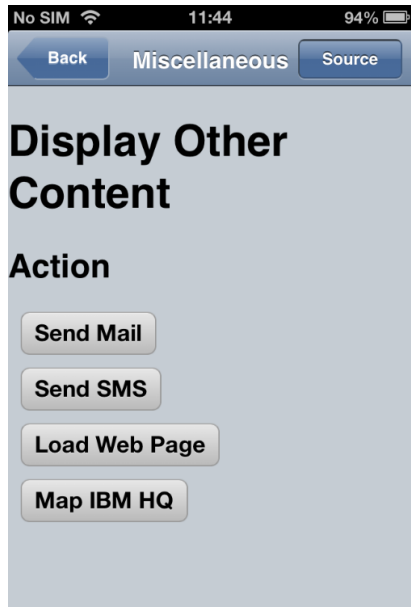 No SIM 11:44 94%
Back Miscellaneous Source
Display Other
Content
Action
Send Mail
Send SMS
Load Web Page
Map IBM HQ